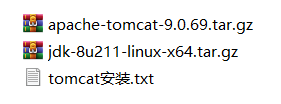 apache-tomcat-9.0.69.tar.gz
jdk-8u211-linux-x64.tar.gz
tomcat安装.txt